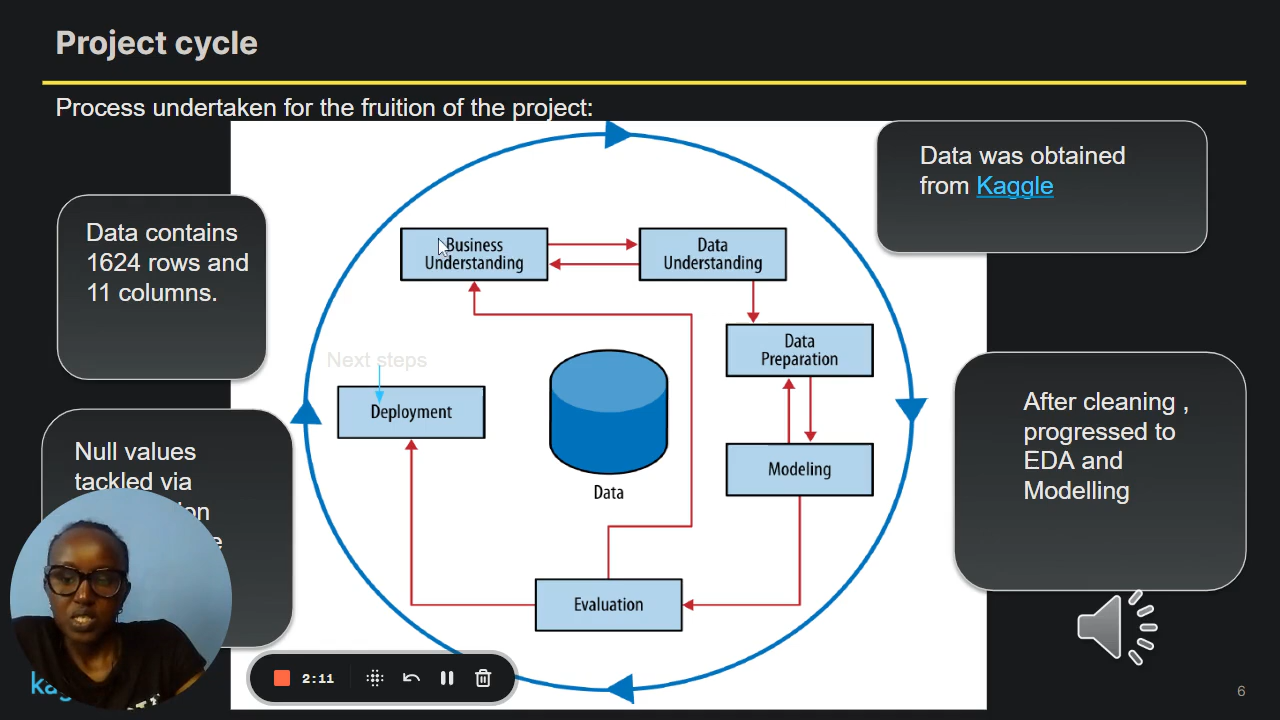 Project cycle
Process undertaken for the fruition of the project:
Data was obtained
from Kaggle
Data contains
1624 rows and
11 columns.
Business
Understanding
Data
Understanding
Data
Preparation
Next steps
Deployment
Modeling
Data
Evaluation
After cleaning ,
progressed to
EDA and
Modelling
Null values
tackled via
2:11
6